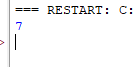 === RESTART: C:
7